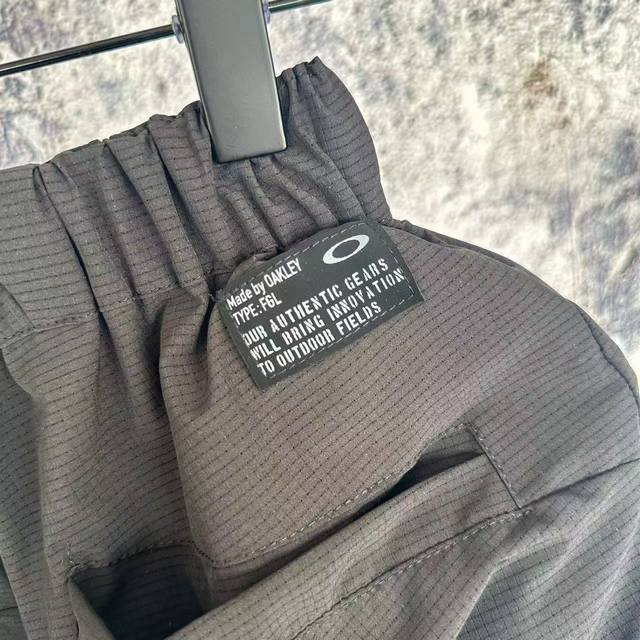 Made by OAKLEY
TYPE: FGL
OUR AUTHENTIC GEARS
WILL BRING INNOVATION
TO OUTDOOR FIELDS